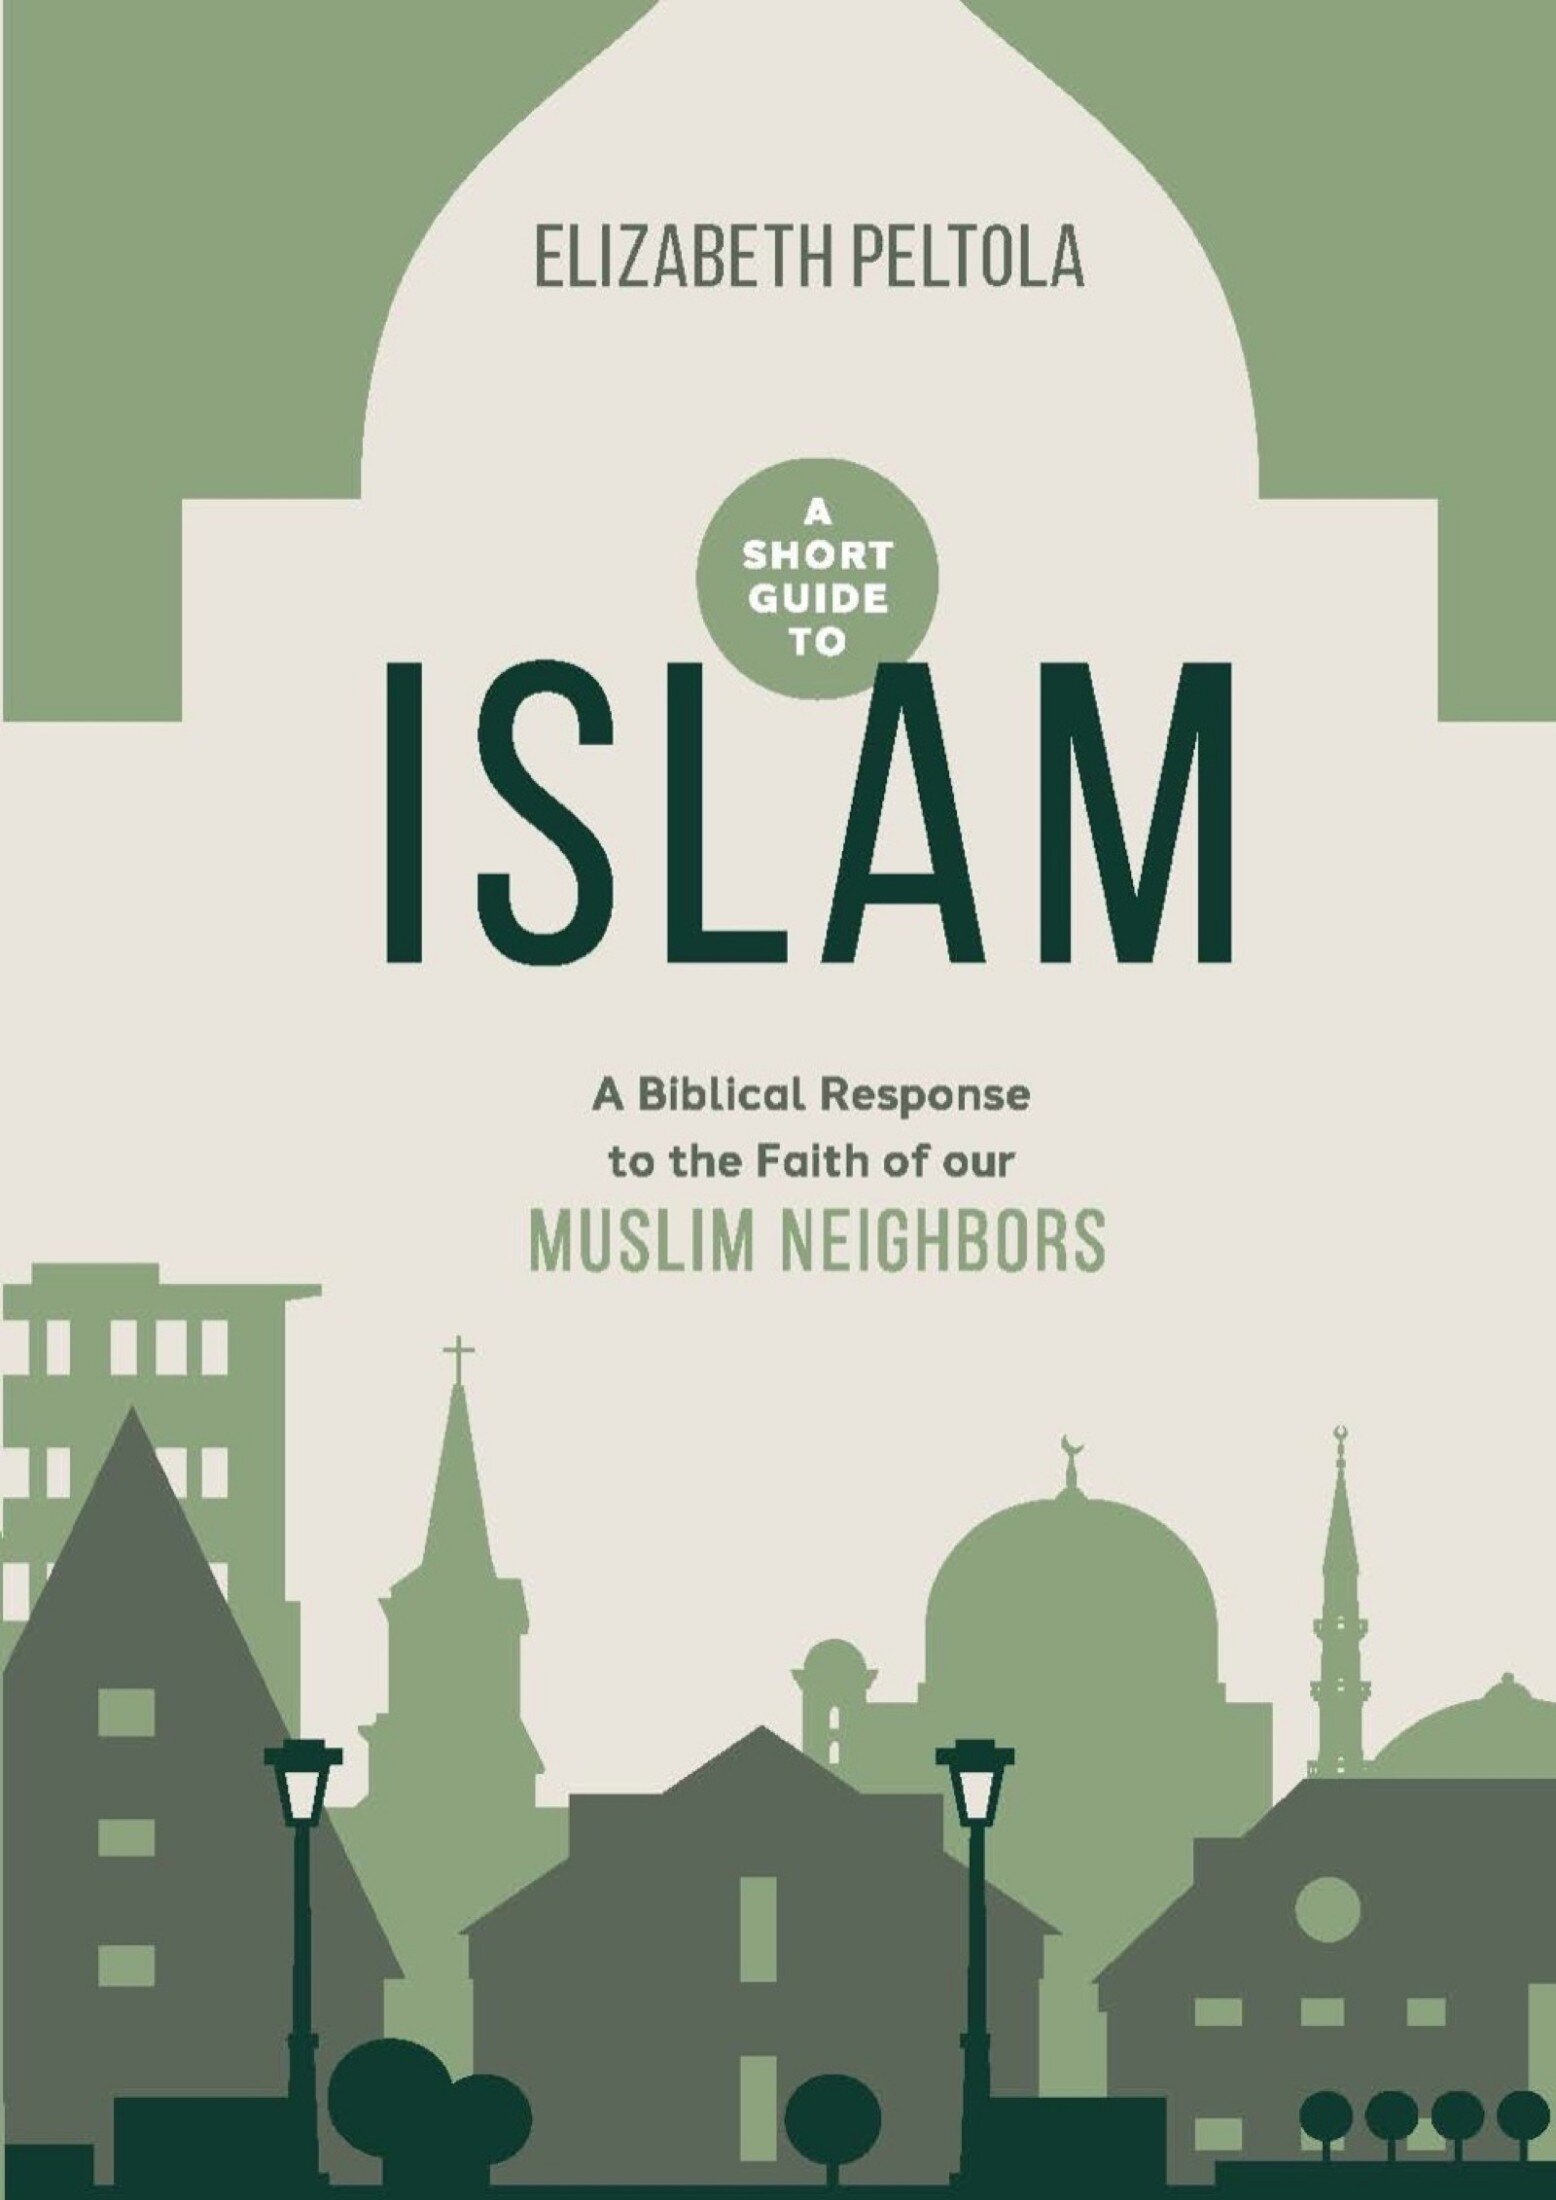 ELIZABETH PELTOLA
A
SHORT
GUIDE
TO
ISLAM
A Biblical Response
to the Faith of our
MUSLIM NEIGHBORS